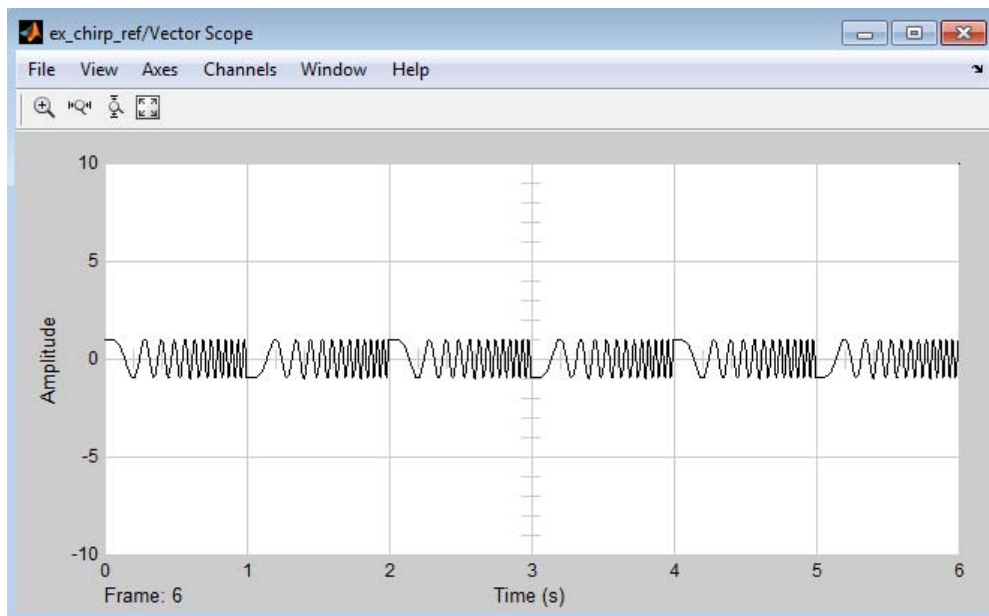 ex_chirp_ref/Vector Scope
File View Axes Channels Window Help
10
5
0
-5
-10
Amplitude
0 1 2 3 4 5 6
Frame: 6 Time (s)